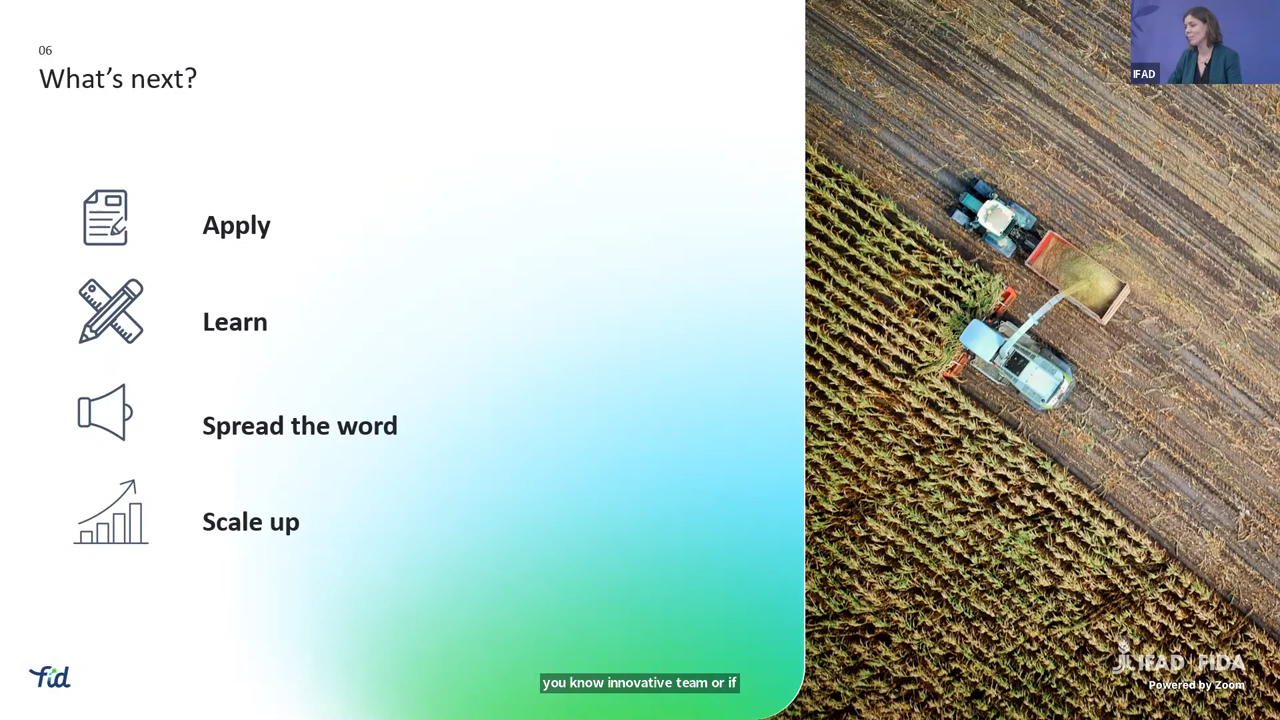 06
What's next?
Apply
Learn
Spread the word
Scale up
fid
you know innovative team or if
IFAD
IFAD | FIDA
Powered by Zoom